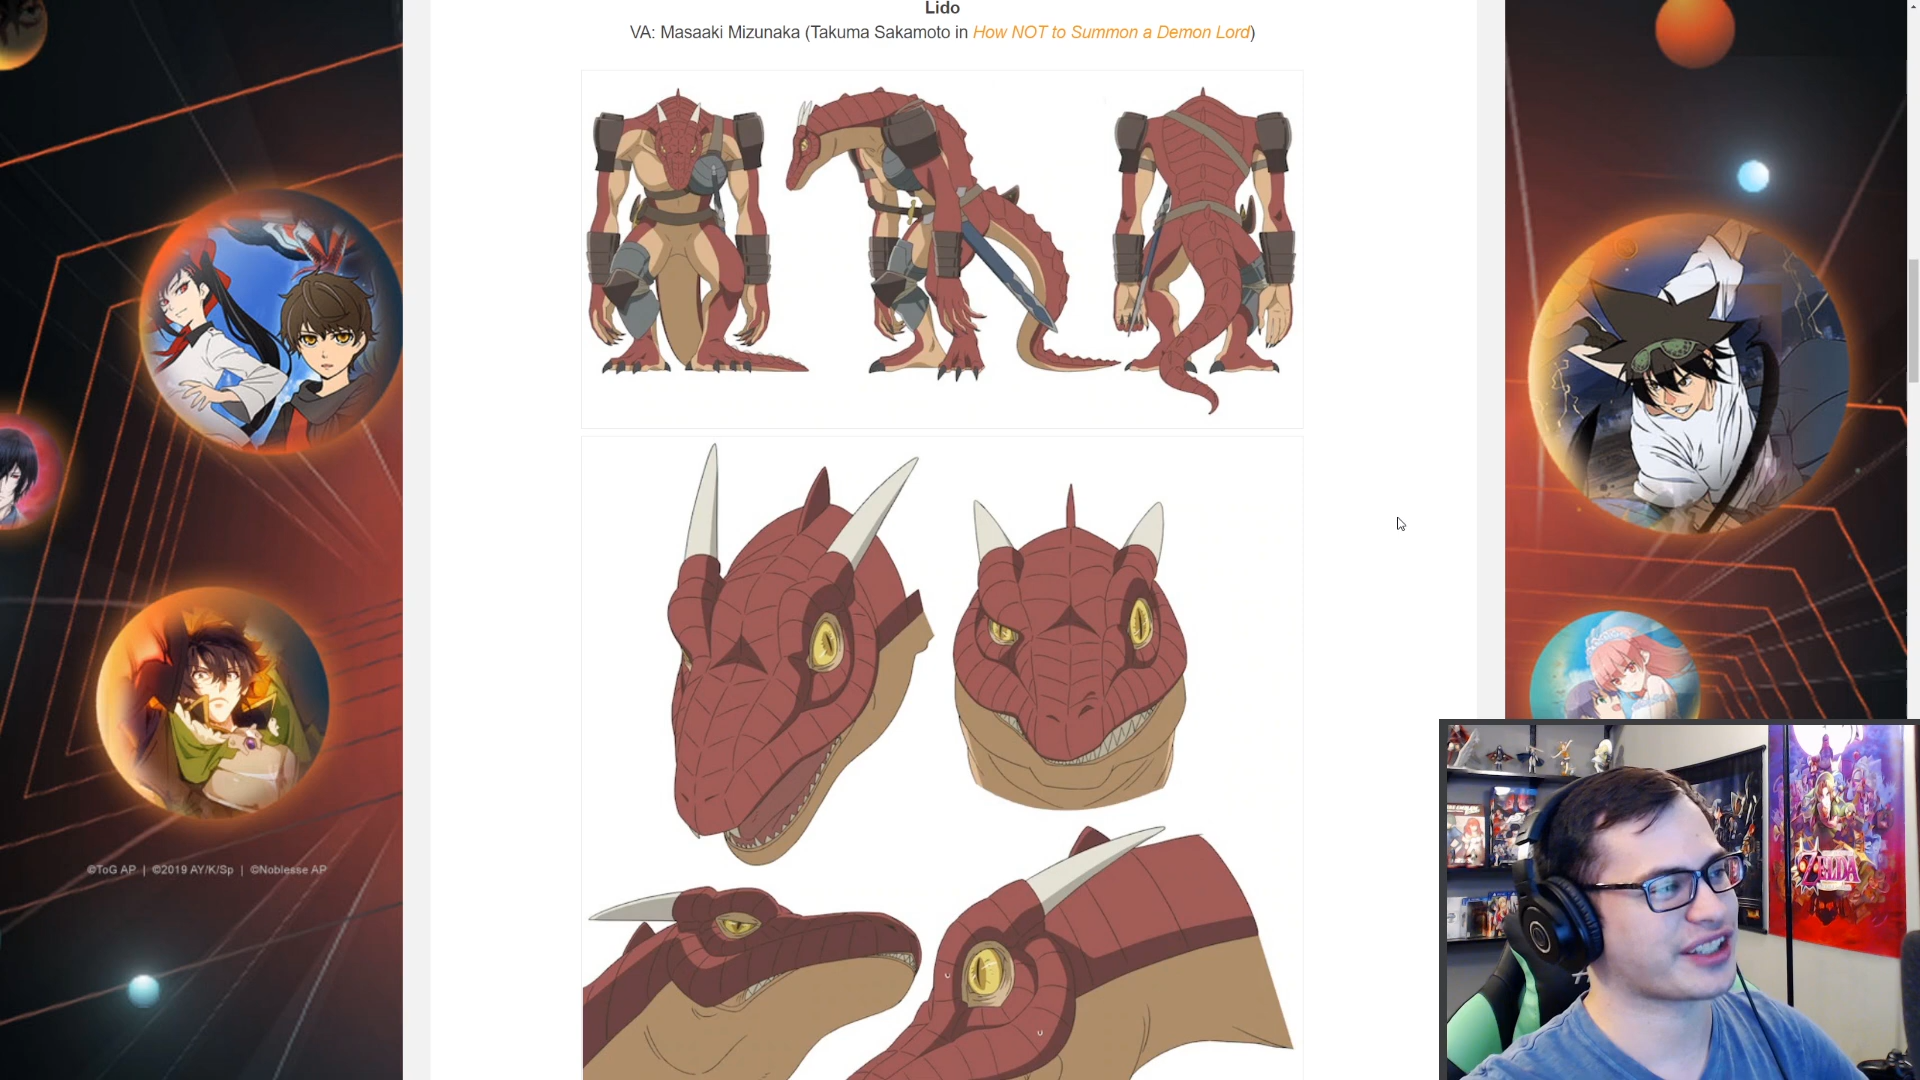 Lido
VA: Masaaki Mizunaka (Takuma Sakamoto in How NOT to Summon a Demon Lord)
©ToG AP | ©2019 AY/K/Sp | ©Noblesse AP
ZELDA